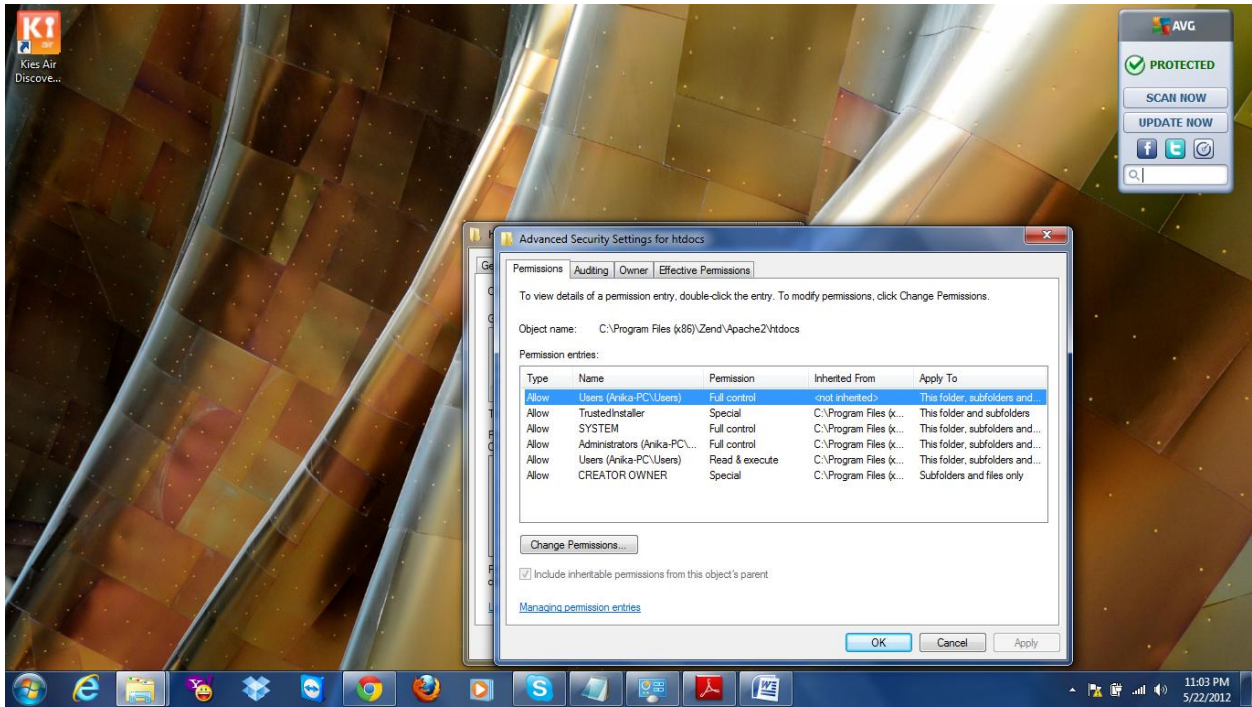 Ki
air
Kies Air
Discove...
AVG
PROTECTED
SCAN NOW
UPDATE NOW
Advanced Security Settings for htdocs
Permissions
Auditing
Owner
Effective Permissions
To view details of a permission entry, double-click the entry. To modify permissions, click Change Permissions.
Object name: C:\Program Files (x86)\Zend\Apache2\htdocs
Permission entries:
Type Name Permission Inherited From Apply To
Allow Users (Anika-PC\Users) Full control <not inherited> This folder, subfolders and...
Allow TrustedInstaller Special C:\Program Files (x... This folder and subfolders
Allow SYSTEM Full control C:\Program Files (x... This folder, subfolders and...
Allow Administrators (Anika-PC\... Full control C:\Program Files (x... This folder, subfolders and...
Allow Users (Anika-PC\Users) Read & execute C:\Program Files (x... This folder, subfolders and...
Allow CREATOR OWNER Special C:\Program Files (x... Subfolders and files only
Change Permissions...
Include inheritable permissions from this object's parent
Managing permission entries
OK Cancel Apply
11:03 PM
5/22/2012